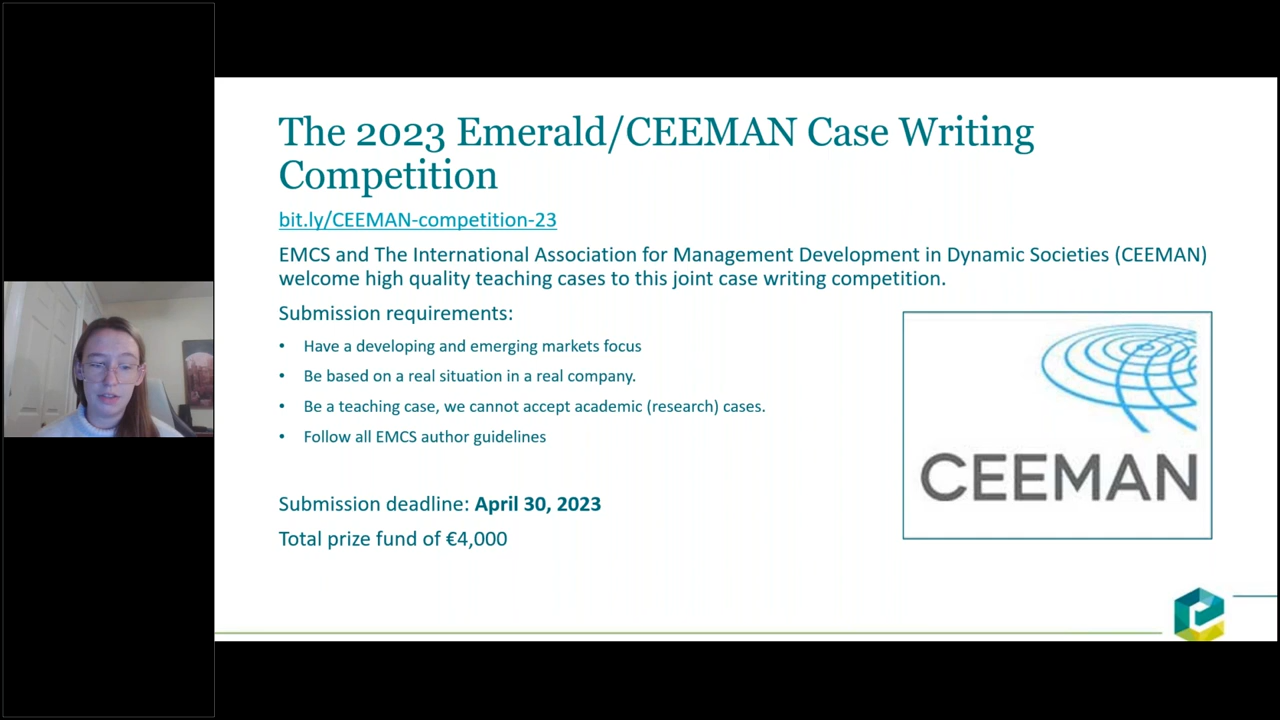 The 2023 Emerald/CEEMAN Case Writing
Competition
bit.ly/CEEMAN-competition-23
EMCS and The International Association for Management Development in Dynamic Societies (CEEMAN)
welcome high quality teaching cases to this joint case writing competition.
Submission requirements:
• Have a developing and emerging markets focus
• Be based on a real situation in a real company.
• Be a teaching case, we cannot accept academic (research) cases.
• Follow all EMCS author guidelines
CEEMAN
Submission deadline: April 30, 2023
Total prize fund of €4,000